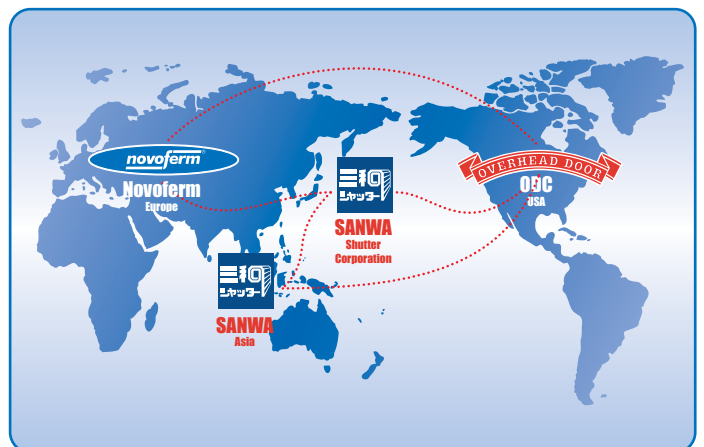 novoferm®
Novoferm
Europe
三和
シャッター
SANWA
Shutter
Corporation
OVERHEAD DOOR
ODC
USA
三和
シャッター
SANWA
Asia